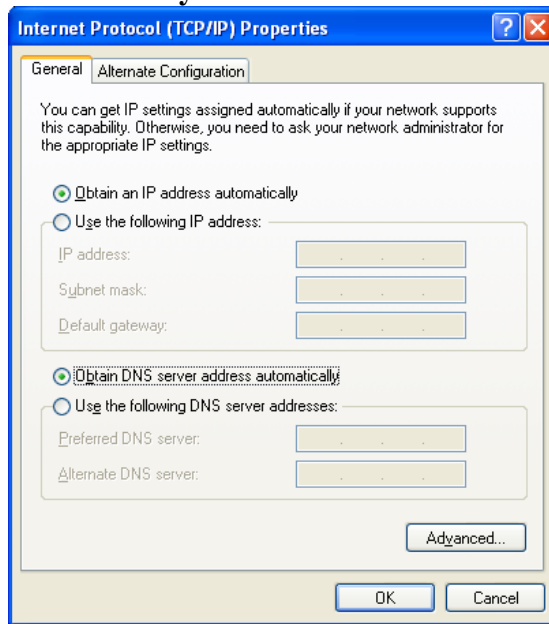 Internet Protocol (TCP/IP) Properties
General Alternate Configuration
You can get IP settings assigned automatically if your network supports
this capability. Otherwise, you need to ask your network administrator for
the appropriate IP settings.
Obtain an IP address automatically
Use the following IP address:
IP address:
Subnet mask:
Default gateway:
Obtain DNS server address automatically
Use the following DNS server addresses:
Preferred DNS server:
Alternate DNS server:
Advanced...
OK Cancel